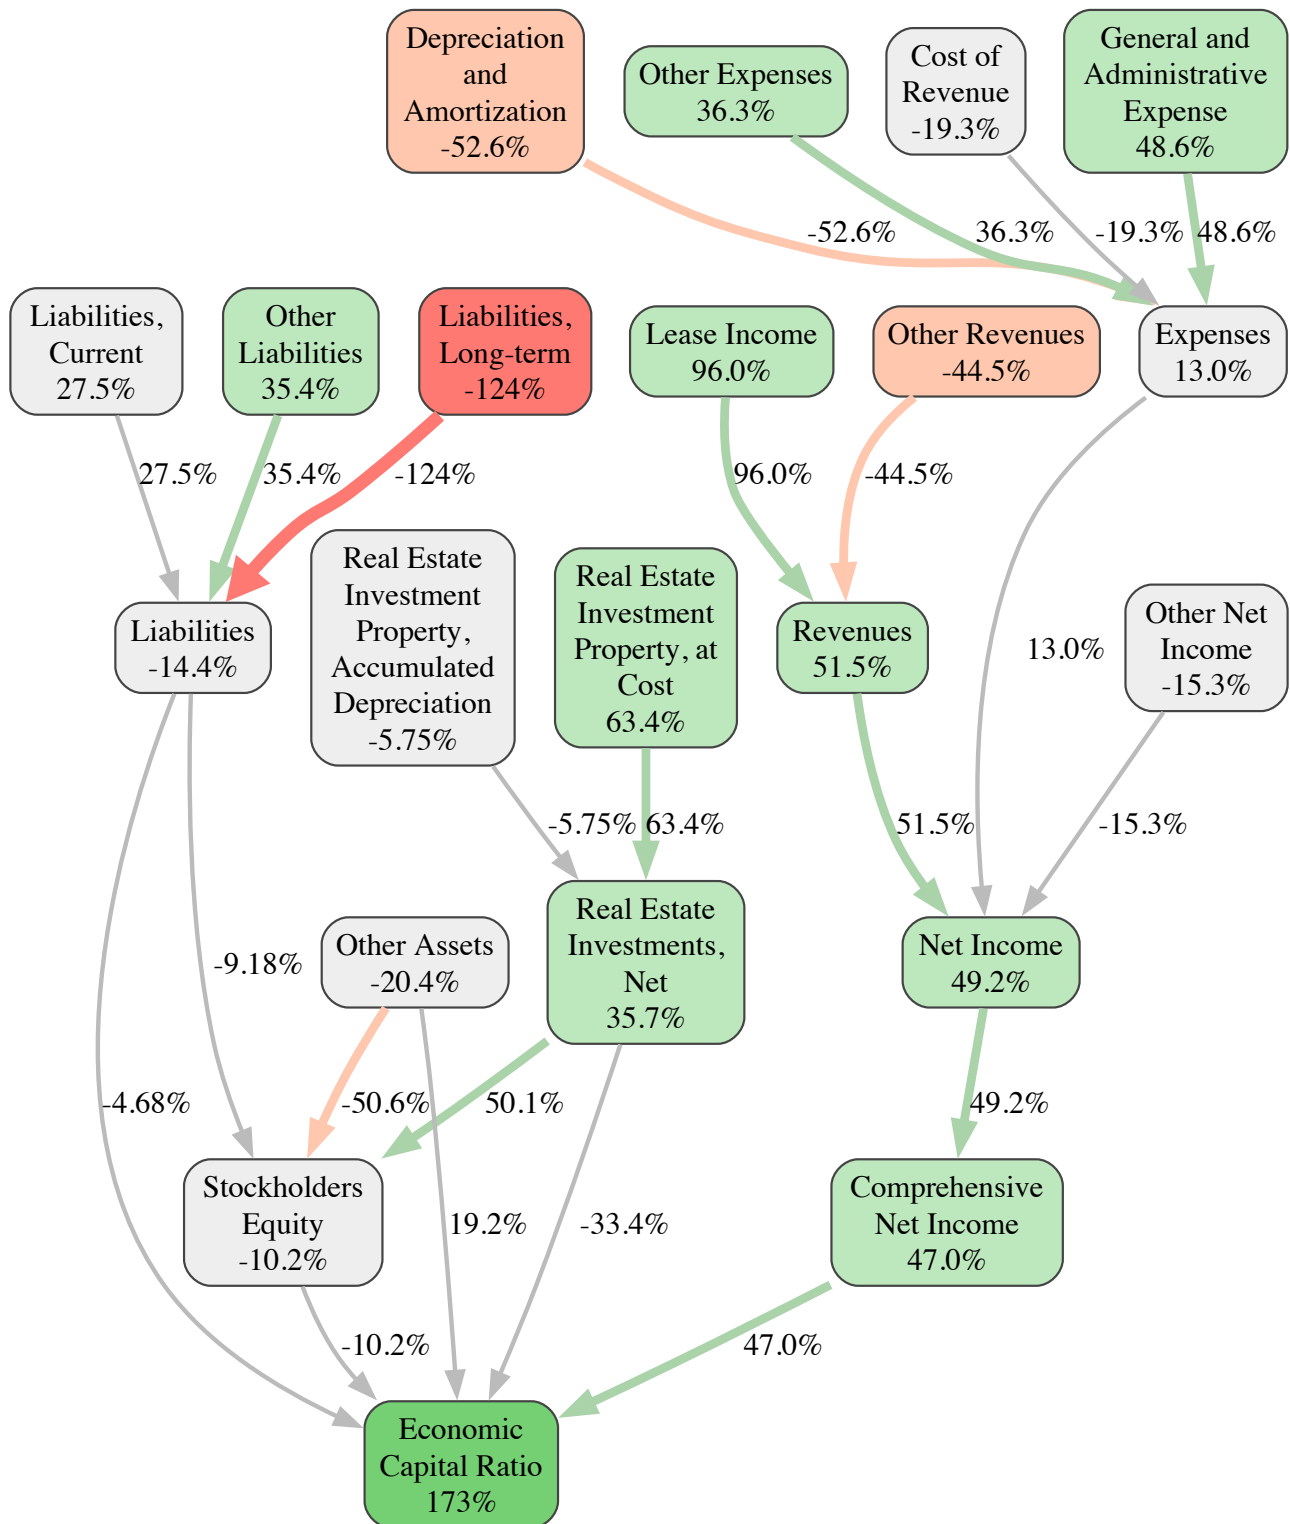 Depreciation
and
Amortization
-52.6%
Other Expenses
36.3%
Cost of
Revenue
-19.3%
General and
Administrative
Expense
48.6%
-52.6%
36.3%
-19.3%
48.6%
Liabilities,
Current
27.5%
Other
Liabilities
35.4%
Liabilities,
Long-term
-124%
Lease Income
96.0%
Other Revenues
-44.5%
Expenses
13.0%
27.5%
35.4%
-124%
96.0%
-44.5%
Liabilities
-14.4%
Real Estate
Investment
Property,
Accumulated
Depreciation
-5.75%
Real Estate
Investment
Property, at
Cost
63.4%
Revenues
51.5%
13.0%
Other Net
Income
-15.3%
-5.75%
63.4%
51.5%
-15.3%
-9.18%
Other Assets
-20.4%
Real Estate
Investments,
Net
35.7%
Net Income
49.2%
-4.68%
-50.6%
50.1%
49.2%
Stockholders
Equity
-10.2%
19.2%
-33.4%
Comprehensive
Net Income
47.0%
-10.2%
47.0%
Economic
Capital Ratio
173%